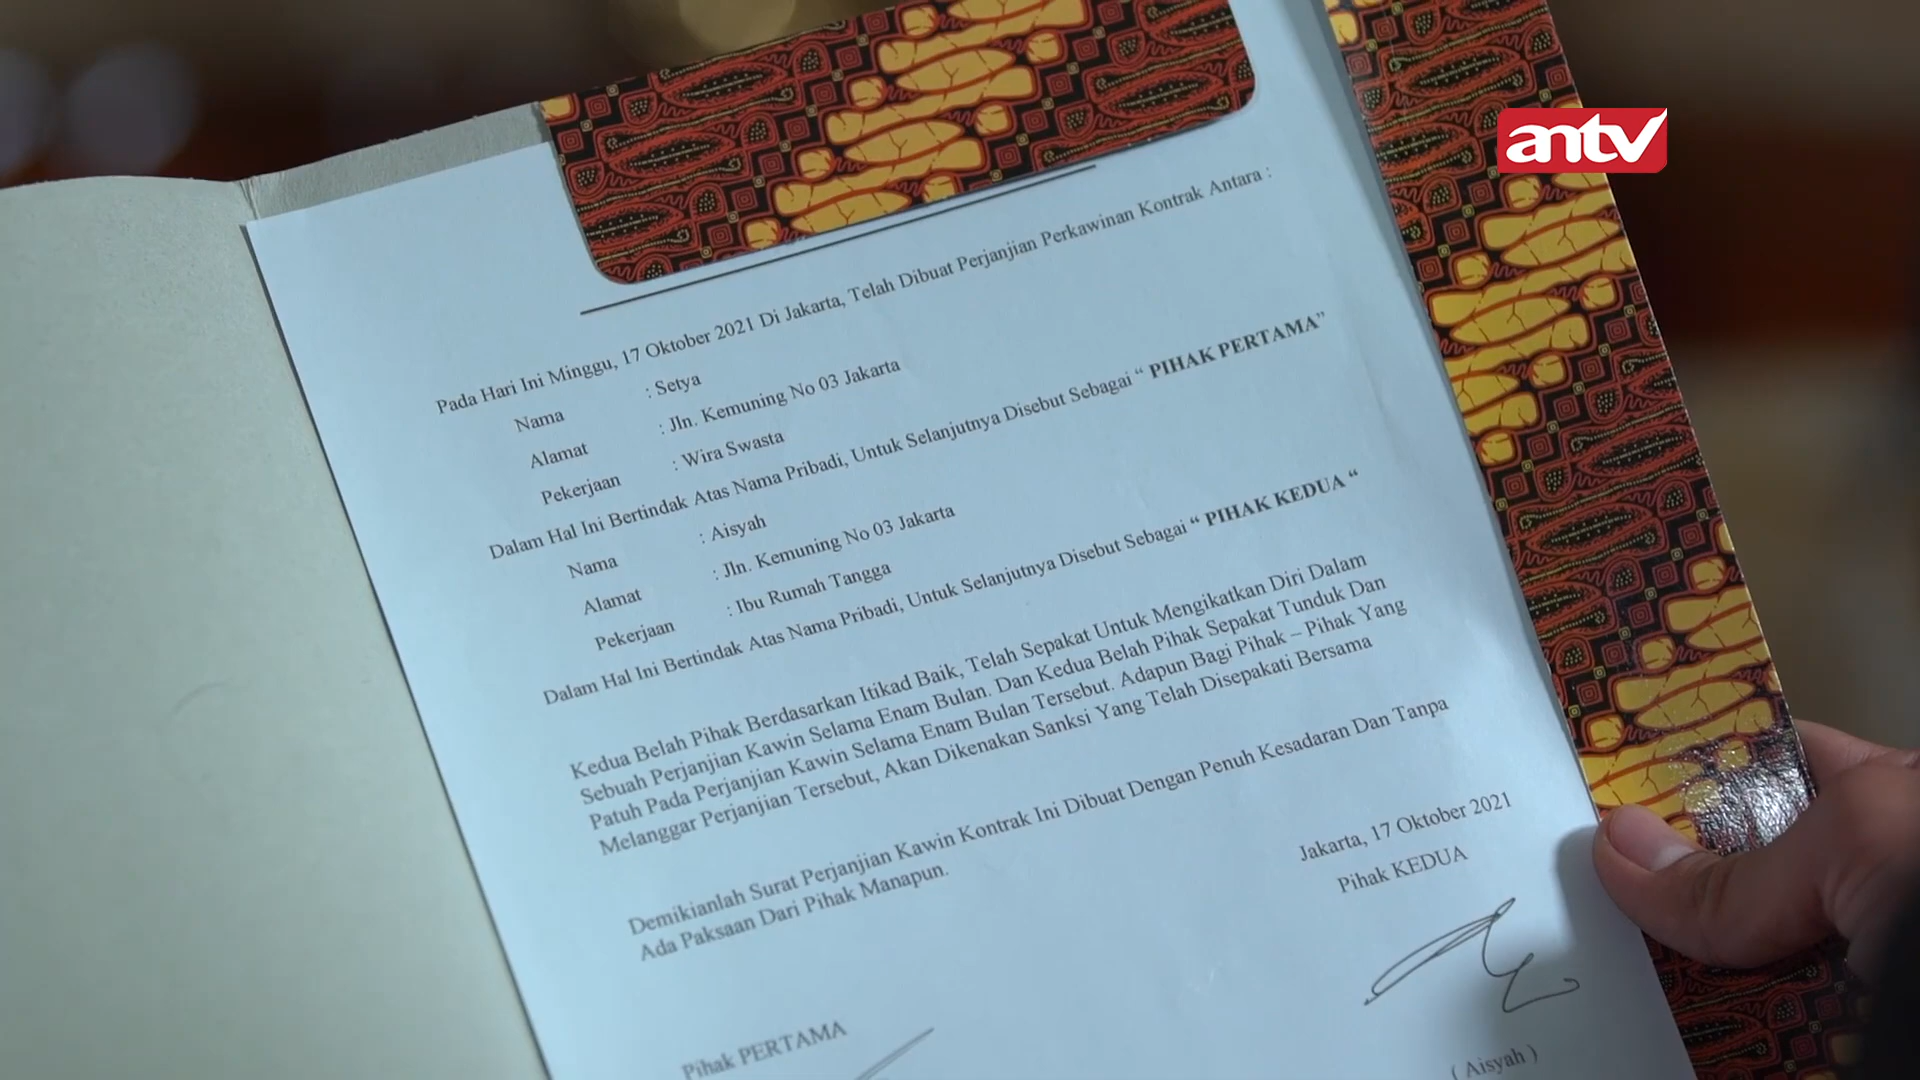 antv
Pada Hari Ini Minggu, 17 Oktober 2021 Di Jakarta, Telah Dibuat Perjanjian Perkawinan Kontrak Antara :
Nama : Setya
Alamat : Jln. Kemuning No 03 Jakarta
Pekerjaan : Wira Swasta
Dalam Hal Ini Bertindak Atas Nama Pribadi, Untuk Selanjutnya Disebut Sebagai “ PIHAK PERTAMA”
Nama : Aisyah
Alamat : Jln. Kemuning No 03 Jakarta
Pekerjaan : Ibu Rumah Tangga
Dalam Hal Ini Bertindak Atas Nama Pribadi, Untuk Selanjutnya Disebut Sebagai “ PIHAK KEDUA “
Kedua Belah Pihak Berdasarkan Itikad Baik, Telah Sepakat Untuk Mengikatkan Diri Dalam
Sebuah Perjanjian Kawin Selama Enam Bulan. Dan Kedua Belah Pihak Sepakat Tunduk Dan
Patuh Pada Perjanjian Kawin Selama Enam Bulan Tersebut. Adapun Bagi Pihak – Pihak Yang
Melanggar Perjanjian Tersebut, Akan Dikenakan Sanksi Yang Telah Disepakati Bersama
Demikianlah Surat Perjanjian Kawin Kontrak Ini Dibuat Dengan Penuh Kesadaran Dan Tanpa
Ada Paksaan Dari Pihak Manapun.
Jakarta, 17 Oktober 2021
Pihak KEDUA
Pihak PERTAMA
( Aisyah )